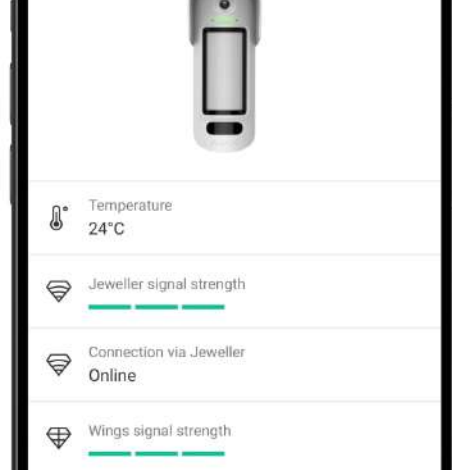 Temperature
24°C
Jeweller signal strength
Connection via Jeweller
Online
Wings signal strength